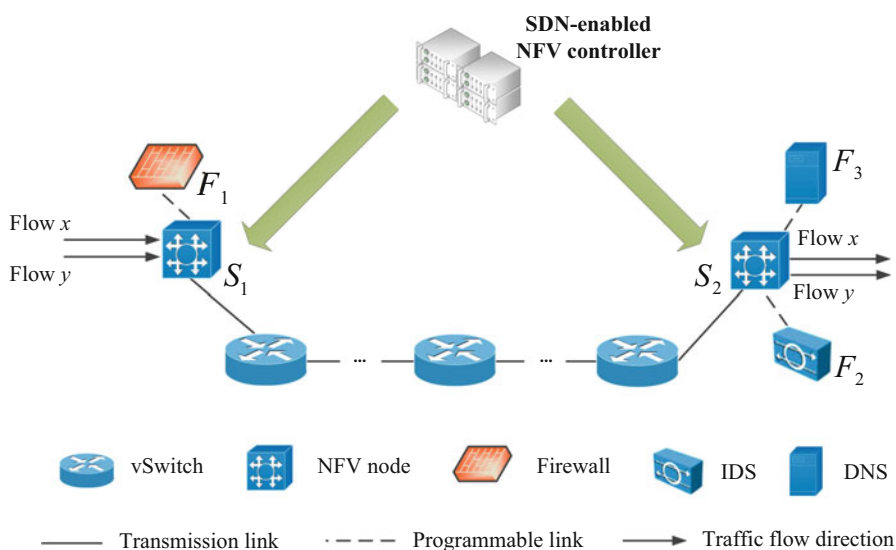 SDN-enabled
NFV controller
F₁
F₃
Flow x
Flow y
S₁
S₂
Flow x
Flow y
F₂
...
...
vSwitch
NFV node
Firewall
IDS
DNS
Transmission link
Programmable link
Traffic flow direction